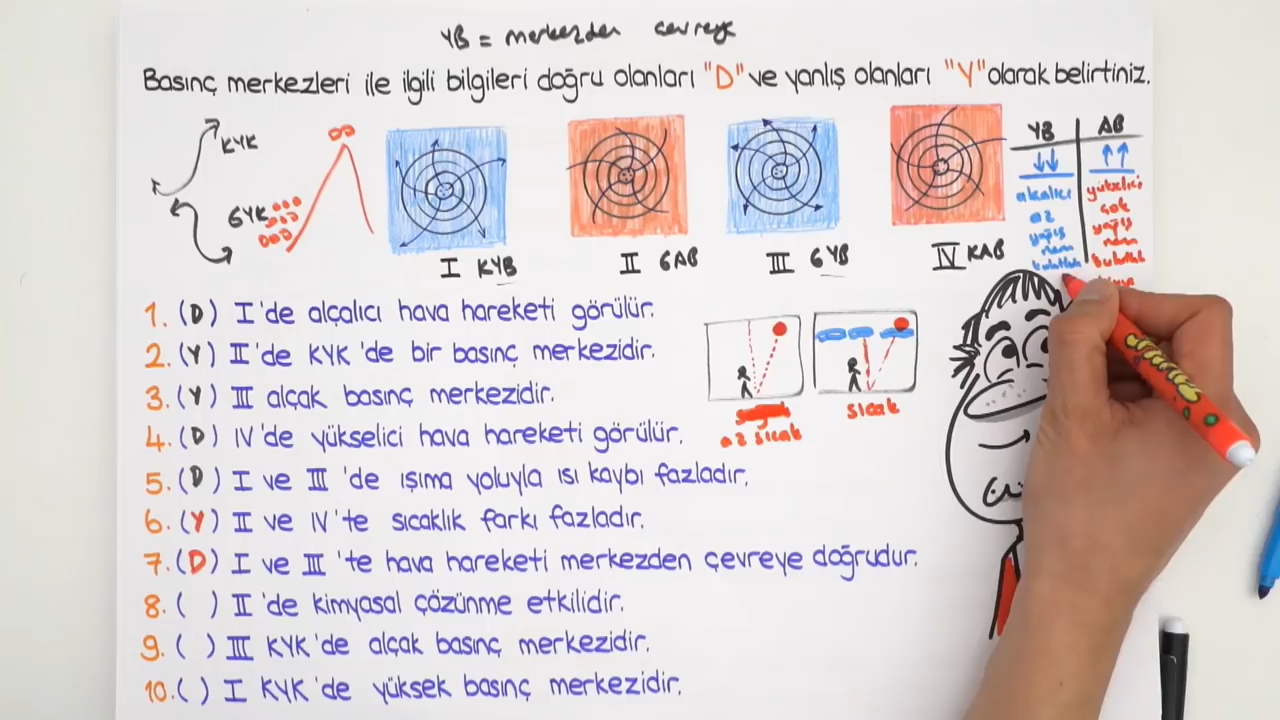 YB = merkezden çevreye
Basınç merkezleri ile ilgili bilgileri doğru olanları "D" ve yanlış olanları "Y" olarak belirtiniz.
KYK
GYK
I KYB
II GAB
III GYB
IV KAB
YB AB
alçalıcı
az
yağış
nem
yükselici
çok
yağış
nem
bulutlu
1. (D) I'de alçalıcı hava hareketi görülür.
2. (Y) II'de KYK'de bir basınç merkezidir.
3. (Y) III alçak basınç merkezidir.
4. (D) IV'de yükselici hava hareketi görülür.
5. (D) I ve III'de ışıma yoluyla ısı kaybı fazladır.
6. (Y) II ve IV'te sıcaklık farkı fazladır.
7. (D) I ve III'te hava hareketi merkezden çevreye doğrudur.
8. ( ) II'de kimyasal çözünme etkilidir.
9. ( ) III KYK'de alçak basınç merkezidir.
10. ( ) I KYK'de yüksek basınç merkezidir.
az sıcak
sıcak